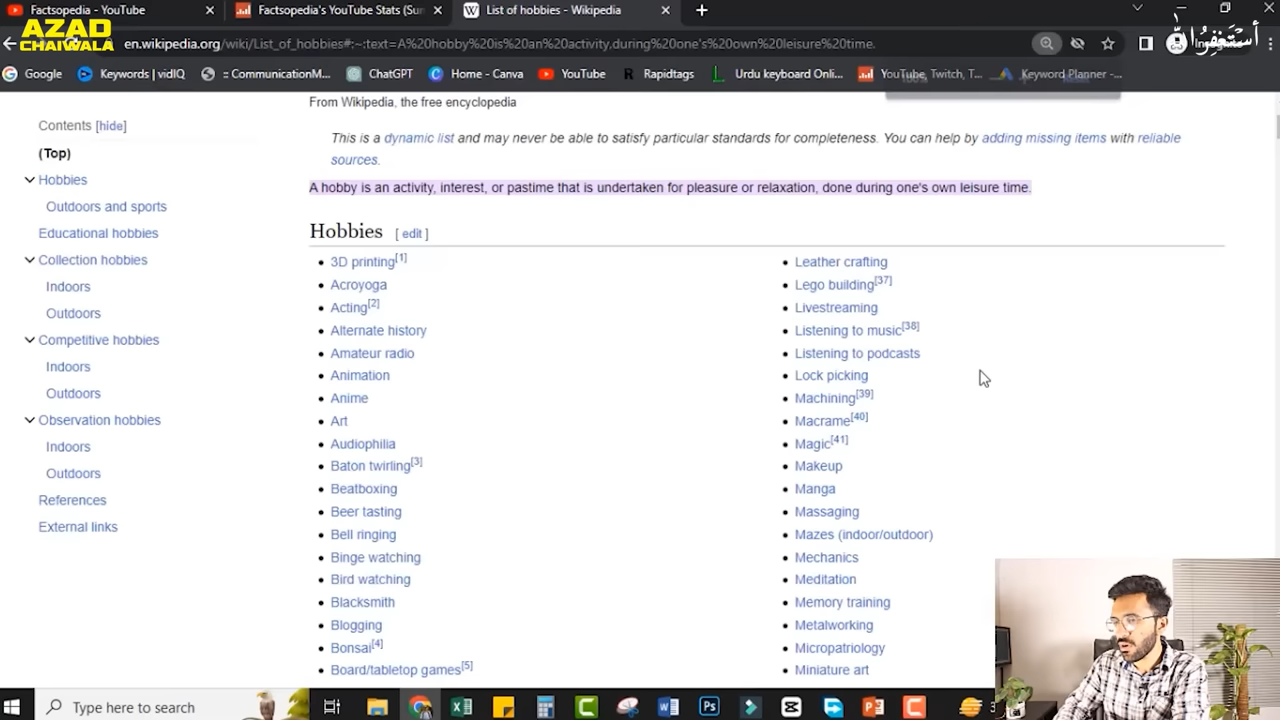 Factsopedia - YouTube
Factsopedia's YouTube Stats (Sum
List of hobbies - Wikipedia
AZAD
CHAIWALA
en.wikipedia.org/wiki/List_of_hobbies#:~:text=A%20hobby%20is%20an%20activity,during%20one's%20own%20leisure%20time.
أستغفر الله
Google
Keywords | vidIQ
:: CommunicationM...
ChatGPT
Home - Canva
YouTube
Rapidtags
Urdu keyboard Onl...
YouTube, Twitch, T...
Keyword Planner -...
From Wikipedia, the free encyclopedia
This is a dynamic list and may never be able to satisfy particular standards for completeness. You can help by adding missing items with reliable
sources.
A hobby is an activity, interest, or pastime that is undertaken for pleasure or relaxation, done during one's own leisure time.
Contents [hide]
(Top)
Hobbies
Outdoors and sports
Educational hobbies
Collection hobbies
Indoors
Outdoors
Competitive hobbies
Indoors
Outdoors
Observation hobbies
Indoors
Outdoors
References
External links
Hobbies [ edit ]
3D printing[1]
Acroyoga
Acting[2]
Alternate history
Amateur radio
Animation
Anime
Art
Audiophilia
Baton twirling[3]
Beatboxing
Beer tasting
Bell ringing
Binge watching
Bird watching
Blacksmith
Blogging
Bonsai[4]
Board/tabletop games[5]
Leather crafting
Lego building[37]
Livestreaming
Listening to music[38]
Listening to podcasts
Lock picking
Machining[39]
Macrame[40]
Magic[41]
Makeup
Manga
Massaging
Mazes (indoor/outdoor)
Mechanics
Meditation
Memory training
Metalworking
Micropatriology
Miniature art
Type here to search